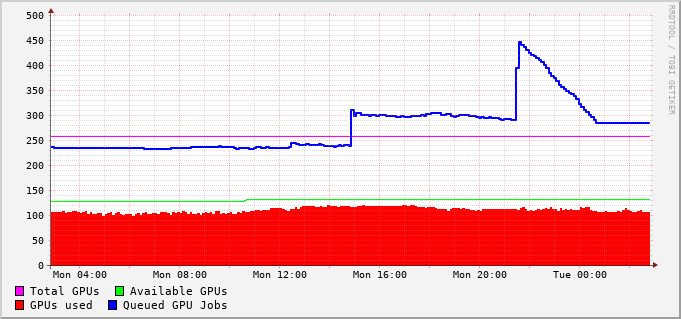 500
450
400
350
300
250
200
150
100
50
0
Mon 04:00 Mon 08:00 Mon 12:00 Mon 16:00 Mon 20:00 Tue 00:00
Total GPUs Available GPUs
GPUs used Queued GPU Jobs
RRDTOOL / TOBI OETIKER